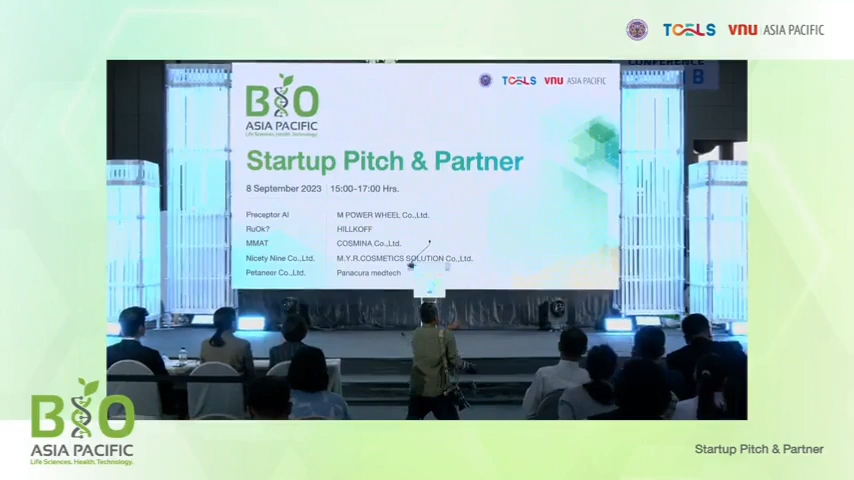 TCELS
vnu ASIA PACIFIC
CONFERENCE
B
BIO
ASIA PACIFIC
Life Sciences. Health. Technology.
TCELS
vnu ASIA PACIFIC
Startup Pitch & Partner
8 September 2023 | 15:00-17:00 Hrs.
Preceptor AI
M POWER WHEEL Co.,Ltd.
RuOk?
HILLKOFF
MMAT
COSMINA Co.,Ltd.
Nicety Nine Co.,Ltd.
M.Y.R.COSMETICS SOLUTION Co.,Ltd.
Petaneer Co.,Ltd.
Panacura medtech
BIO
ASIA PACIFIC
Life Sciences. Health. Technology.
Startup Pitch & Partner